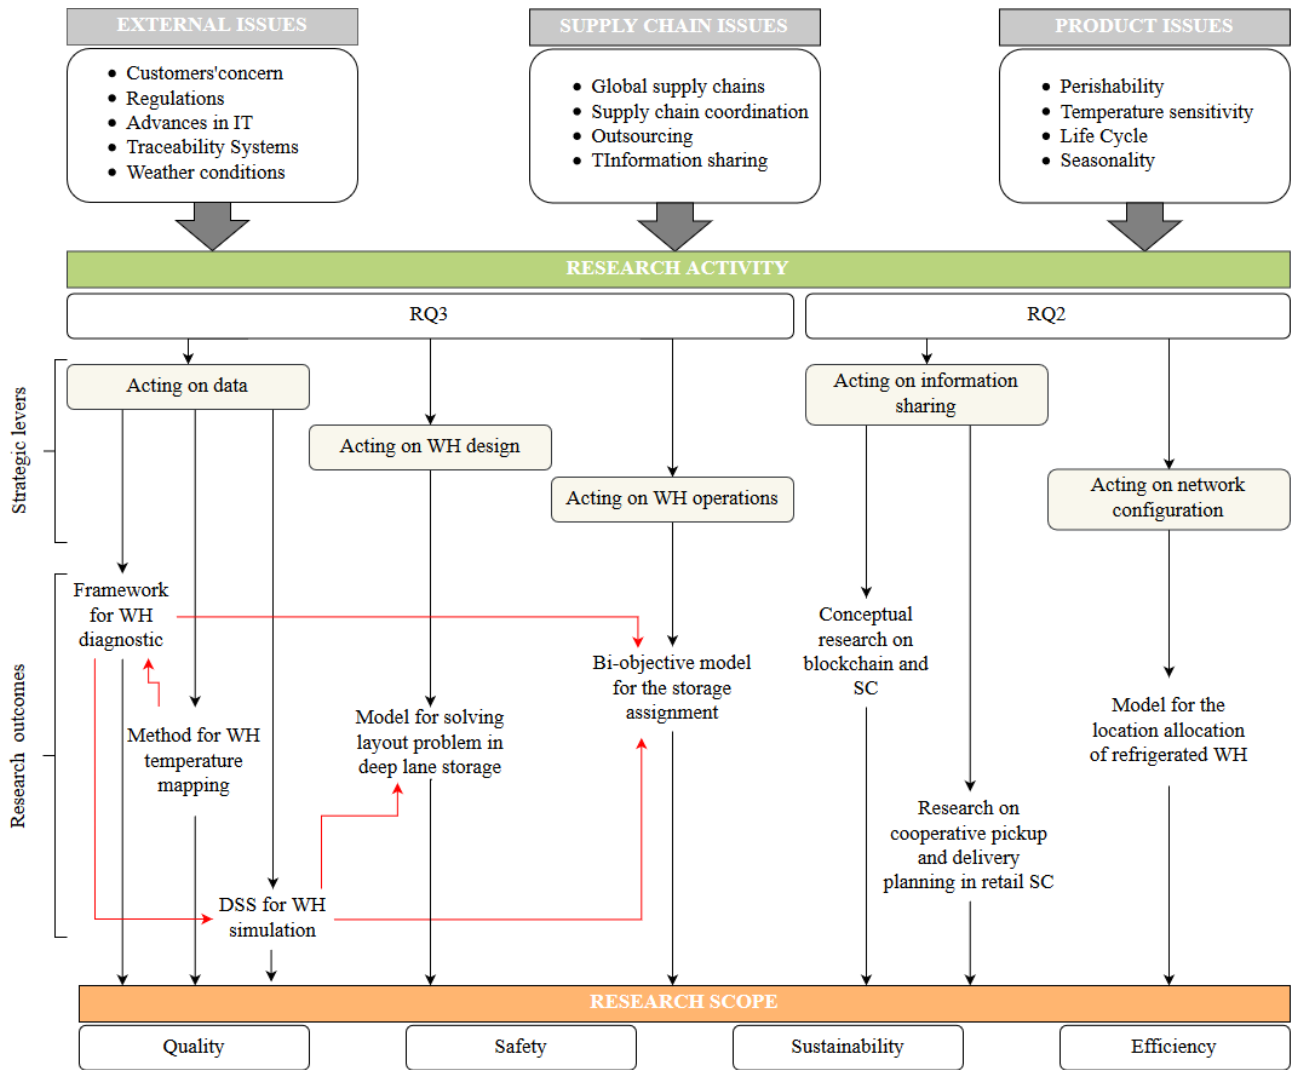 EXTERNAL ISSUES
SUPPLY CHAIN ISSUES
PRODUCT ISSUES
Customers'concern
Regulations
Advances in IT
Traceability Systems
Weather conditions
Global supply chains
Supply chain coordination
Outsourcing
TInformation sharing
Perishability
Temperature sensitivity
Life Cycle
Seasonality
RESEARCH ACTIVITY
RQ3
RQ2
Strategic levers
Acting on data
Acting on WH design
Acting on WH operations
Acting on information
sharing
Acting on network
configuration
Research outcomes
Framework
for WH
diagnostic
Method for WH
temperature
mapping
DSS for WH
simulation
Model for solving
layout problem in
deep lane storage
Bi-objective model
for the storage
assignment
Conceptual
research on
blockchain and
SC
Research on
cooperative pickup
and delivery
planning in retail SC
Model for the
location allocation
of refrigerated WH
RESEARCH SCOPE
Quality
Safety
Sustainability
Efficiency